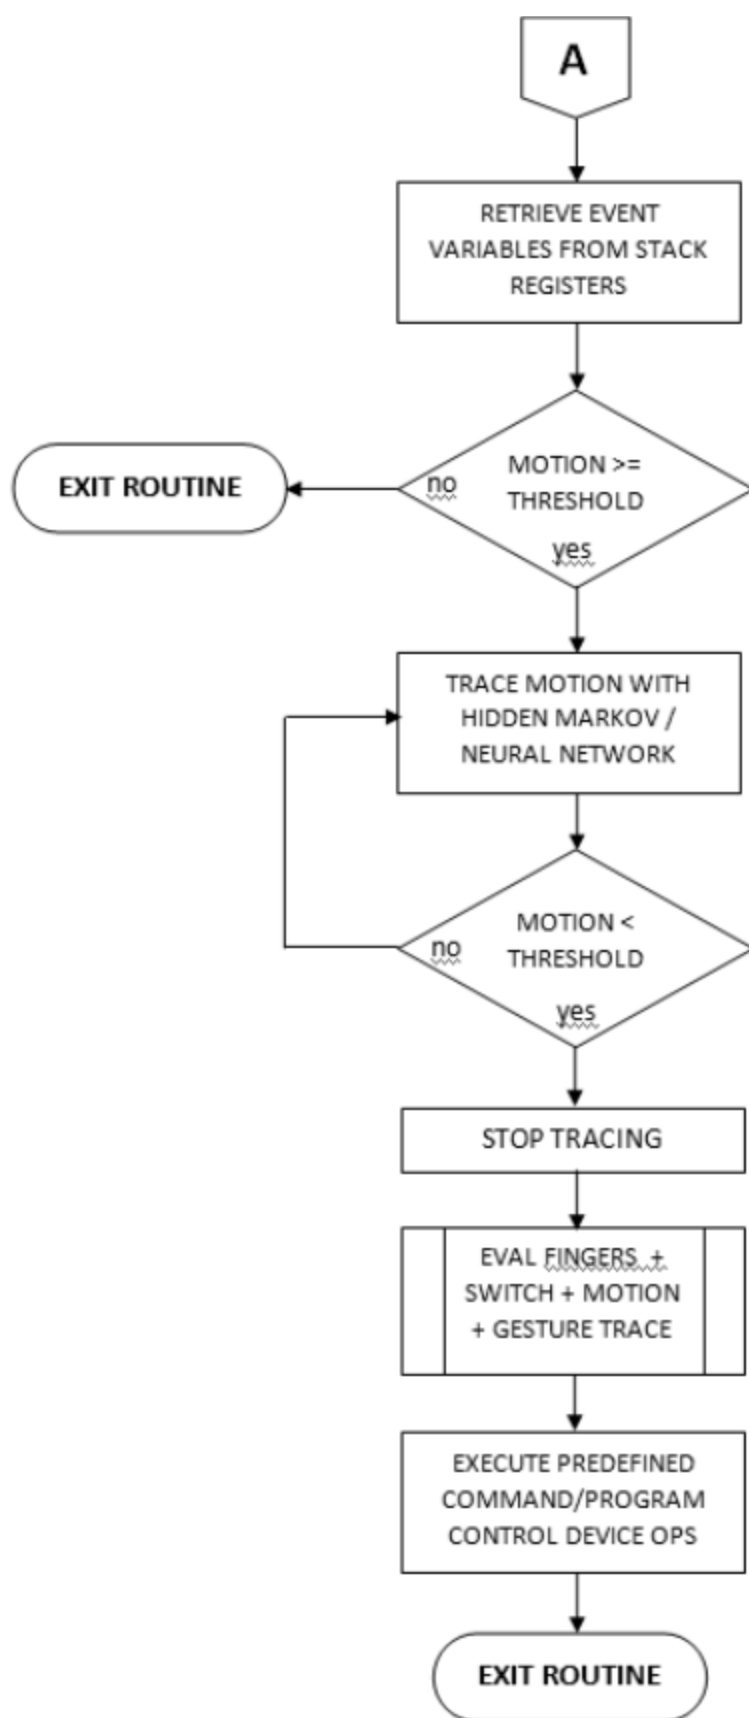 A
RETRIEVE EVENT
VARIABLES FROM STACK
REGISTERS
MOTION >=
THRESHOLD
no
yes
EXIT ROUTINE
TRACE MOTION WITH
HIDDEN MARKOV /
NEURAL NETWORK
MOTION <
THRESHOLD
no
yes
STOP TRACING
EVAL FINGERS +
SWITCH + MOTION
+ GESTURE TRACE
EXECUTE PREDEFINED
COMMAND/PROGRAM
CONTROL DEVICE OPS
EXIT ROUTINE